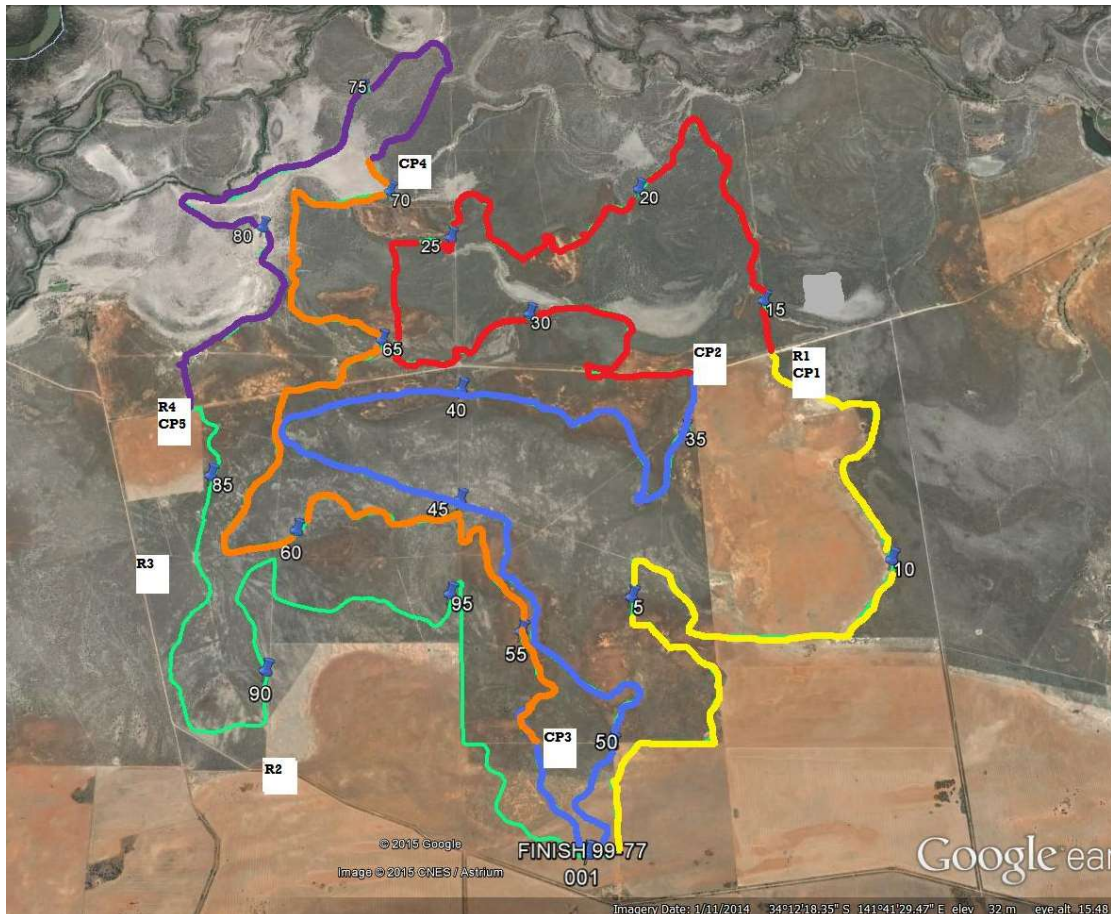 75
CP4
70
20
80
25
15
30
65
R1
CP1
CP2
40
R4
CP5
35
85
45
60
10
R3
95
5
55
90
CP3
50
R2
© 2015 Google
FINISH 99 77
Image © 2015 CNES / Astrium
001
Google ear
Imagery Date: 1/11/2014 34°12'18.35" S 141°41'29.47" E elev 32 m eye alt 15.48